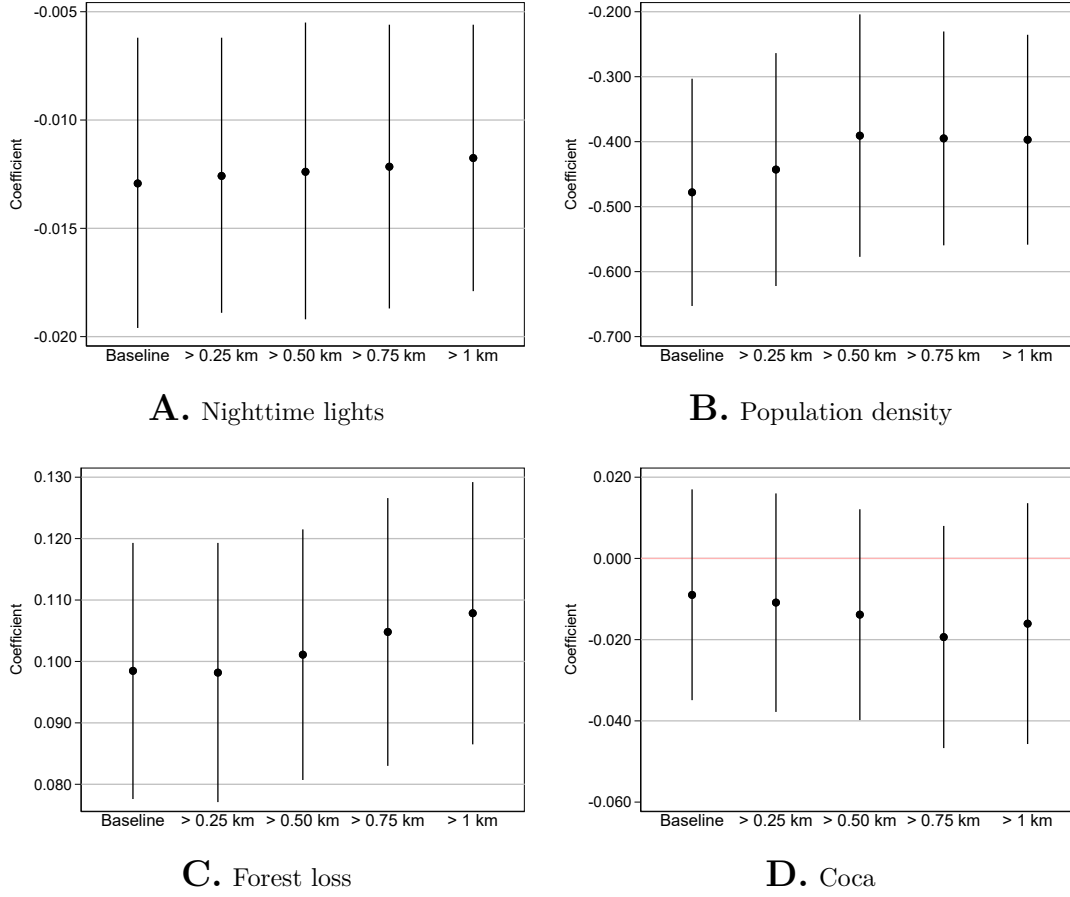 -0.005
-0.010
-0.015
-0.020
Coefficient
Baseline > 0.25 km > 0.50 km > 0.75 km > 1 km
A. Nighttime lights
-0.200
-0.300
-0.400
-0.500
-0.600
-0.700
Coefficient
Baseline > 0.25 km > 0.50 km > 0.75 km > 1 km
B. Population density
0.130
0.120
0.110
0.100
0.090
0.080
Coefficient
Baseline > 0.25 km > 0.50 km > 0.75 km > 1 km
C. Forest loss
0.020
0.000
-0.020
-0.040
-0.060
Coefficient
Baseline > 0.25 km > 0.50 km > 0.75 km > 1 km
D. Coca